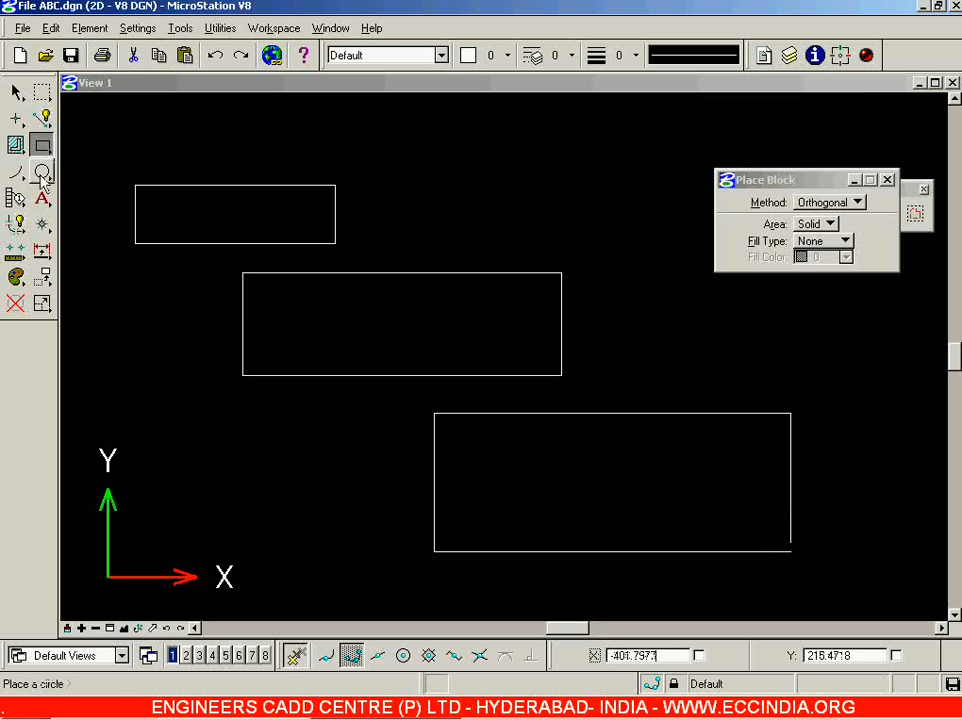 File ABC.dgn (2D - V8 DGN) - MicroStation V8
File Edit Element Settings Tools Utilities Workspace Window Help
Default 0 0 0
View 1
Place Block
Method: Orthogonal
Area: Solid
Fill Type: None
Fill Color: 0
Y
X
Default Views 1 2 3 4 5 6 7 8 Y: 215.4718
Place a circle > Default
ENGINEERS CADD CENTRE (P) LTD - HYDERABAD- INDIA - WWW.ECCINDIA.ORG